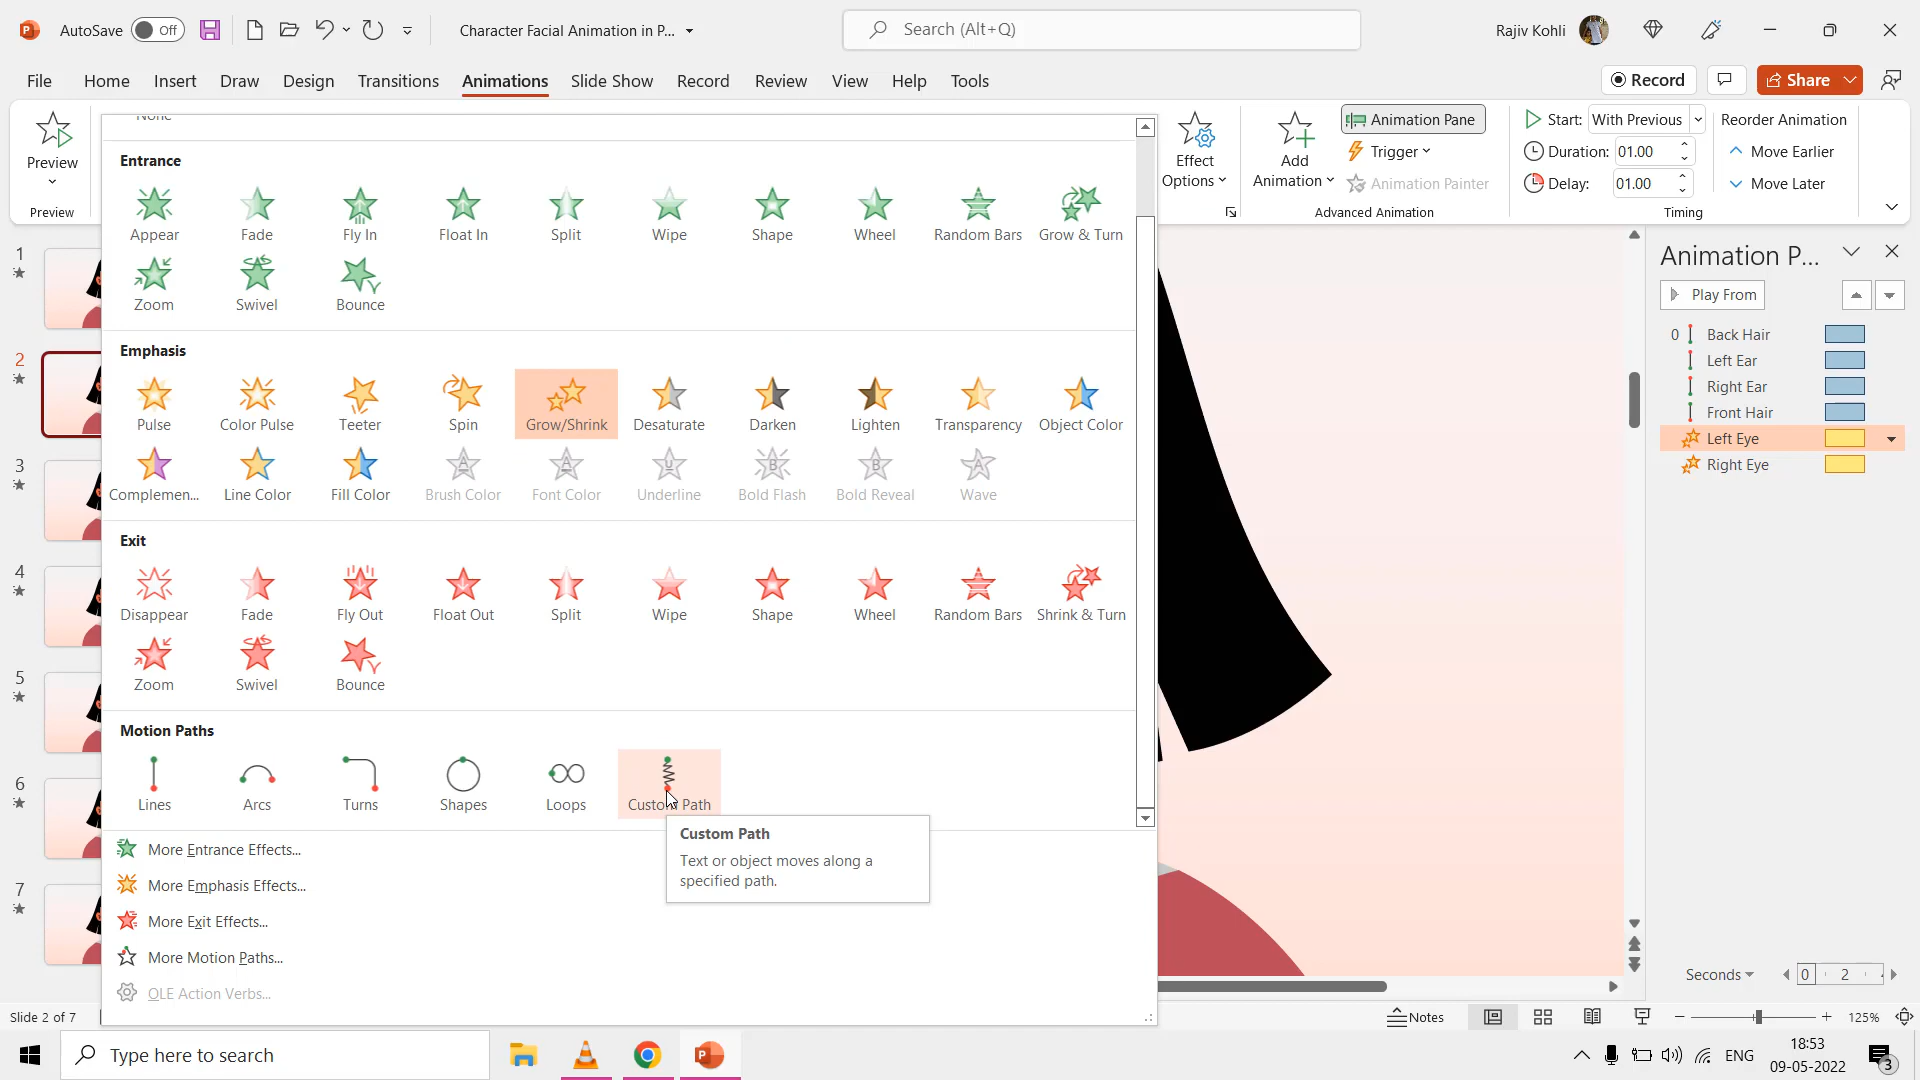 AutoSave Off Character Facial Animation in P... Search (Alt+Q) Rajiv Kohli
File Home Insert Draw Design Transitions Animations Slide Show Record Review View Help Tools Record Share
Preview
Preview
None
Entrance
Appear Fade Fly In Float In Split Wipe Shape Wheel Random Bars Grow & Turn
Zoom Swivel Bounce
Emphasis
Pulse Color Pulse Teeter Spin Grow/Shrink Desaturate Darken Lighten Transparency Object Color
Complemen... Line Color Fill Color Brush Color Font Color Underline Bold Flash Bold Reveal Wave
Exit
Disappear Fade Fly Out Float Out Split Wipe Shape Wheel Random Bars Shrink & Turn
Zoom Swivel Bounce
Motion Paths
Lines Arcs Turns Shapes Loops Custom Path
Custom Path
Text or object moves along a
specified path.
More Entrance Effects...
More Emphasis Effects...
More Exit Effects...
More Motion Paths...
OLE Action Verbs...
Effect
Options
Add
Animation
Animation Pane
Trigger
Animation Painter
Advanced Animation
Start: With Previous
Duration: 01.00
Delay: 01.00
Timing
Reorder Animation
Move Earlier
Move Later
1
2
3
4
5
6
7
Animation P...
Play From
0 Back Hair
Left Ear
Right Ear
Front Hair
Left Eye
Right Eye
Seconds 0 2
Slide 2 of 7 Notes 125%
Type here to search
ENG
18:53
09-05-2022
3